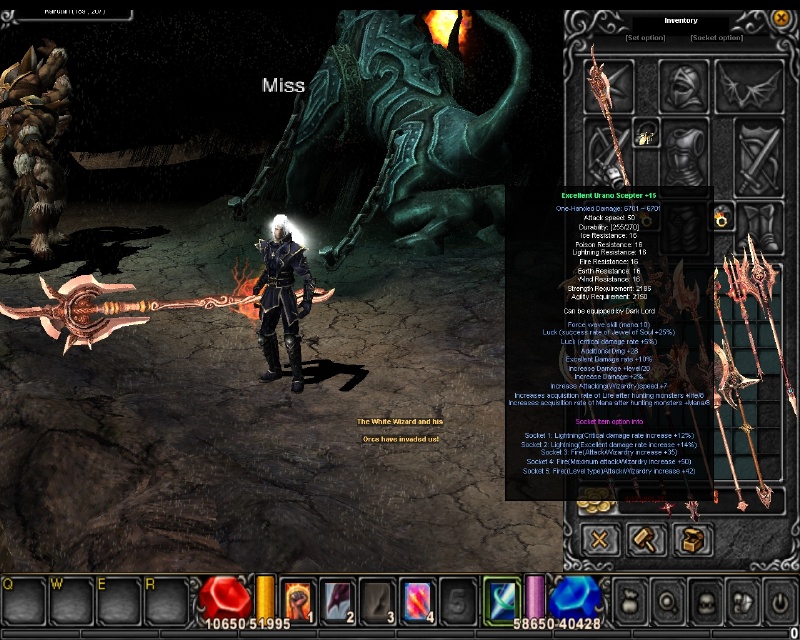 Inventory
[Set option] [Socket option]
Miss
Excellent Urano Scepter +15
One-Handed Damage: 6701 ~ 6701
Attack speed: 50
Durability: [255/270]
Ice Resistance: 16
Poison Resistance: 16
Lightning Resistance: 16
Fire Resistance: 16
Earth Resistance: 16
Wind Resistance: 16
Strength Requirement: 2185
Agility Requirement: 2150
Can be equipped by Dark Lord
Force wave skill (mana:10)
Luck (success rate of Jewel of Soul +25%)
Luck (critical damage rate +5%)
Additional Dmg +28
Excellent Damage rate +10%
Increase Damage +level/20
Increase Damage +2%
Increase Attacking(Wizardry)speed +7
Increases acquisition rate of Life after hunting monsters +life/8
Increases acquisition rate of Mana after hunting monsters +Mana/8
Socket item option info
Socket 1: Lightning(Critical damage rate increase +12%)
Socket 2: Lightning(Excellent damage rate increase +14%)
Socket 3: Fire(Attack/Wizardry increase +35)
Socket 4: Fire(Maximum attack/Wizardry increase +50)
Socket 5: Fire((Level type)Attack/Wizardry increase +42)
The White Wizard and his
Orcs have invaded us!
Q W E R
1 2 3 4 5
10650 51995 58650 40428
0